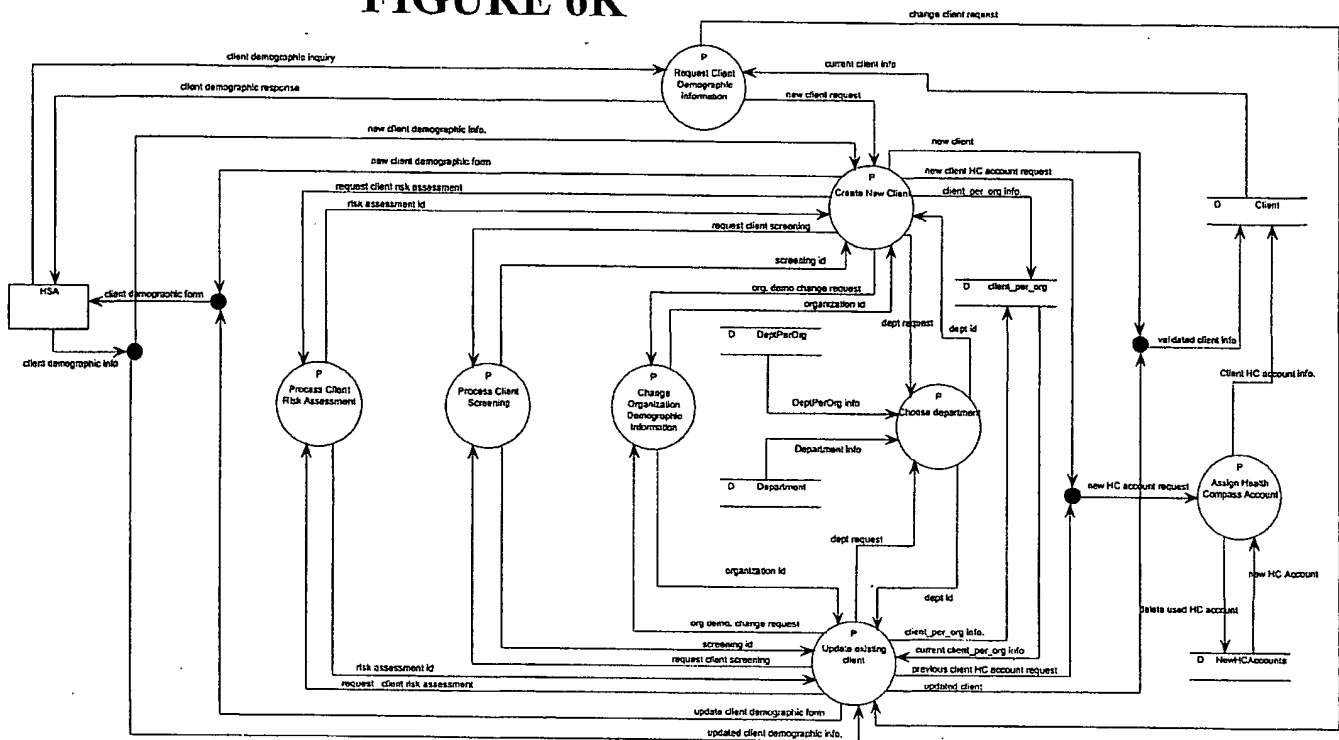 FIGURE 6K
change client request
P
Request Client
Demographic
Information
client demographic inquiry
current client info
client demographic response
new client request
new client demographic info.
new client
new client demographic form
P
Create New Client
new client HC account request
request client risk assessment
client_per_org info.
risk assessment id
request client screening
D Client
screening id
HSA
client demographic form
org. demo change request
organization id
D client_per_org
dept request
dept id
D DeptPerOrg
validated client info
client demographic info
P
Process Client
Risk Assessment
P
Process Client
Screening
P
Change
Organization
Demographic
Information
Client HC account info.
P
Choose department
DeptPerOrg info
Department info
D Department
new HC account request
P
Assign Health
Compass Account
dept request
organization id
new HC Account
dept id
delete used HC account
org demo. change request
P
Update existing
client
client_per_org info.
screening id
current client_per_org info
request client screening
D NewHCAccounts
risk assessment id
previous client HC account request
request client risk assessment
updated client
update client demographic form
updated client demographic info.